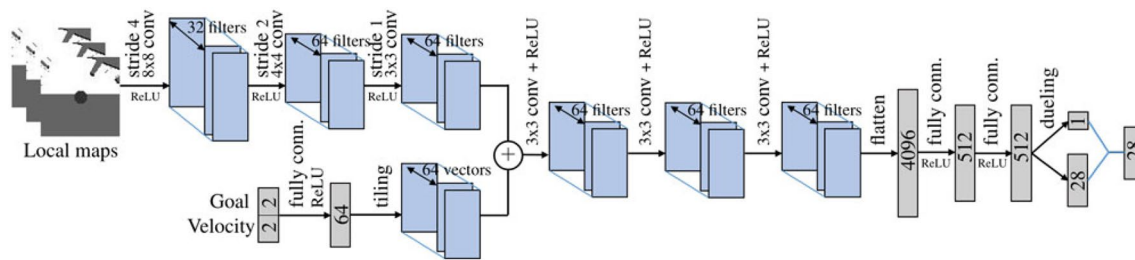 stride 4
8x8 conv
ReLU
32 filters
stride 2
4x4 conv
ReLU
64 filters
stride 1
3x3 conv
ReLU
64 filters
Local maps
Goal
Velocity
2
2
fully conn.
ReLU
64
tiling
64 vectors
+
3x3 conv + ReLU
64 filters
3x3 conv + ReLU
64 filters
3x3 conv + ReLU
64 filters
flatten
4096
fully conn.
ReLU
512
fully conn.
ReLU
512
dueling
1
28
28